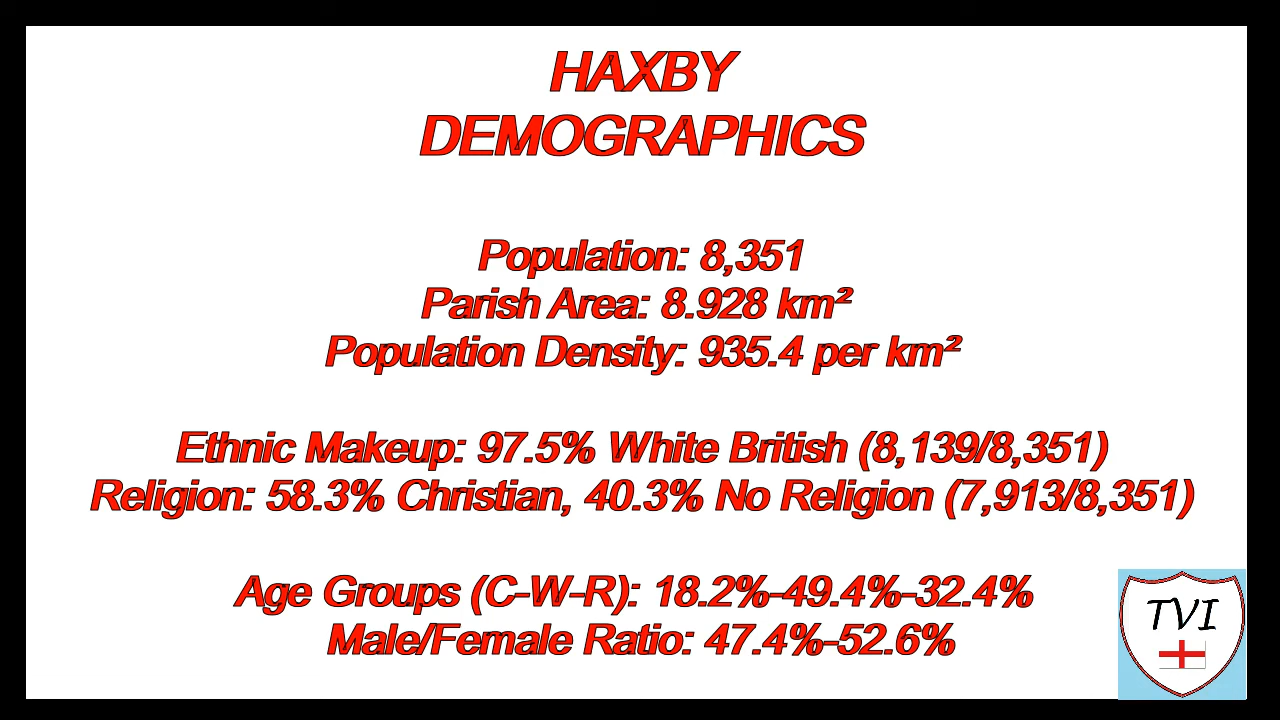 HAXBY
DEMOGRAPHICS
Population: 8,351
Parish Area: 8.928 km²
Population Density: 935.4 per km²
Ethnic Makeup: 97.5% White British (8,139/8,351)
Religion: 58.3% Christian, 40.3% No Religion (7,913/8,351)
Age Groups (C-W-R): 18.2%-49.4%-32.4%
Male/Female Ratio: 47.4%-52.6%
TVI